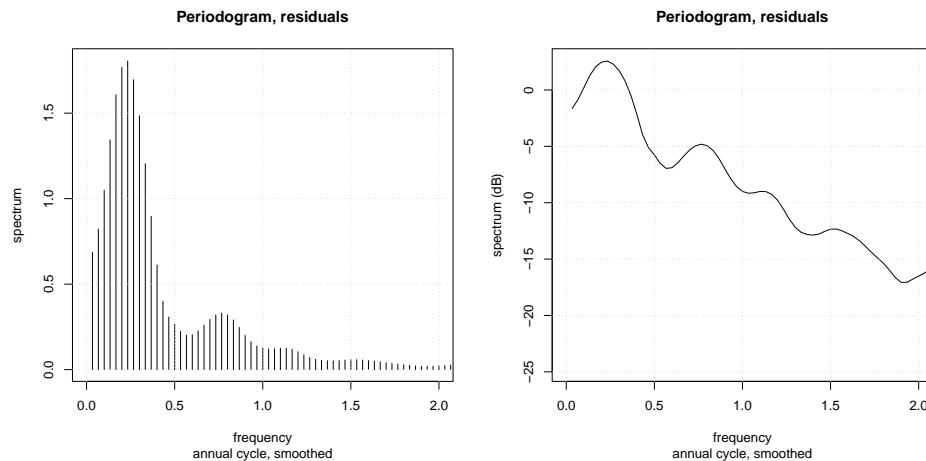 Periodogram, residuals
spectrum
1.5
1.0
0.5
0.0
0.0 0.5 1.0 1.5 2.0
frequency
annual cycle, smoothed
Periodogram, residuals
spectrum (dB)
0
−5
−10
−15
−20
−25
0.0 0.5 1.0 1.5 2.0
frequency
annual cycle, smoothed